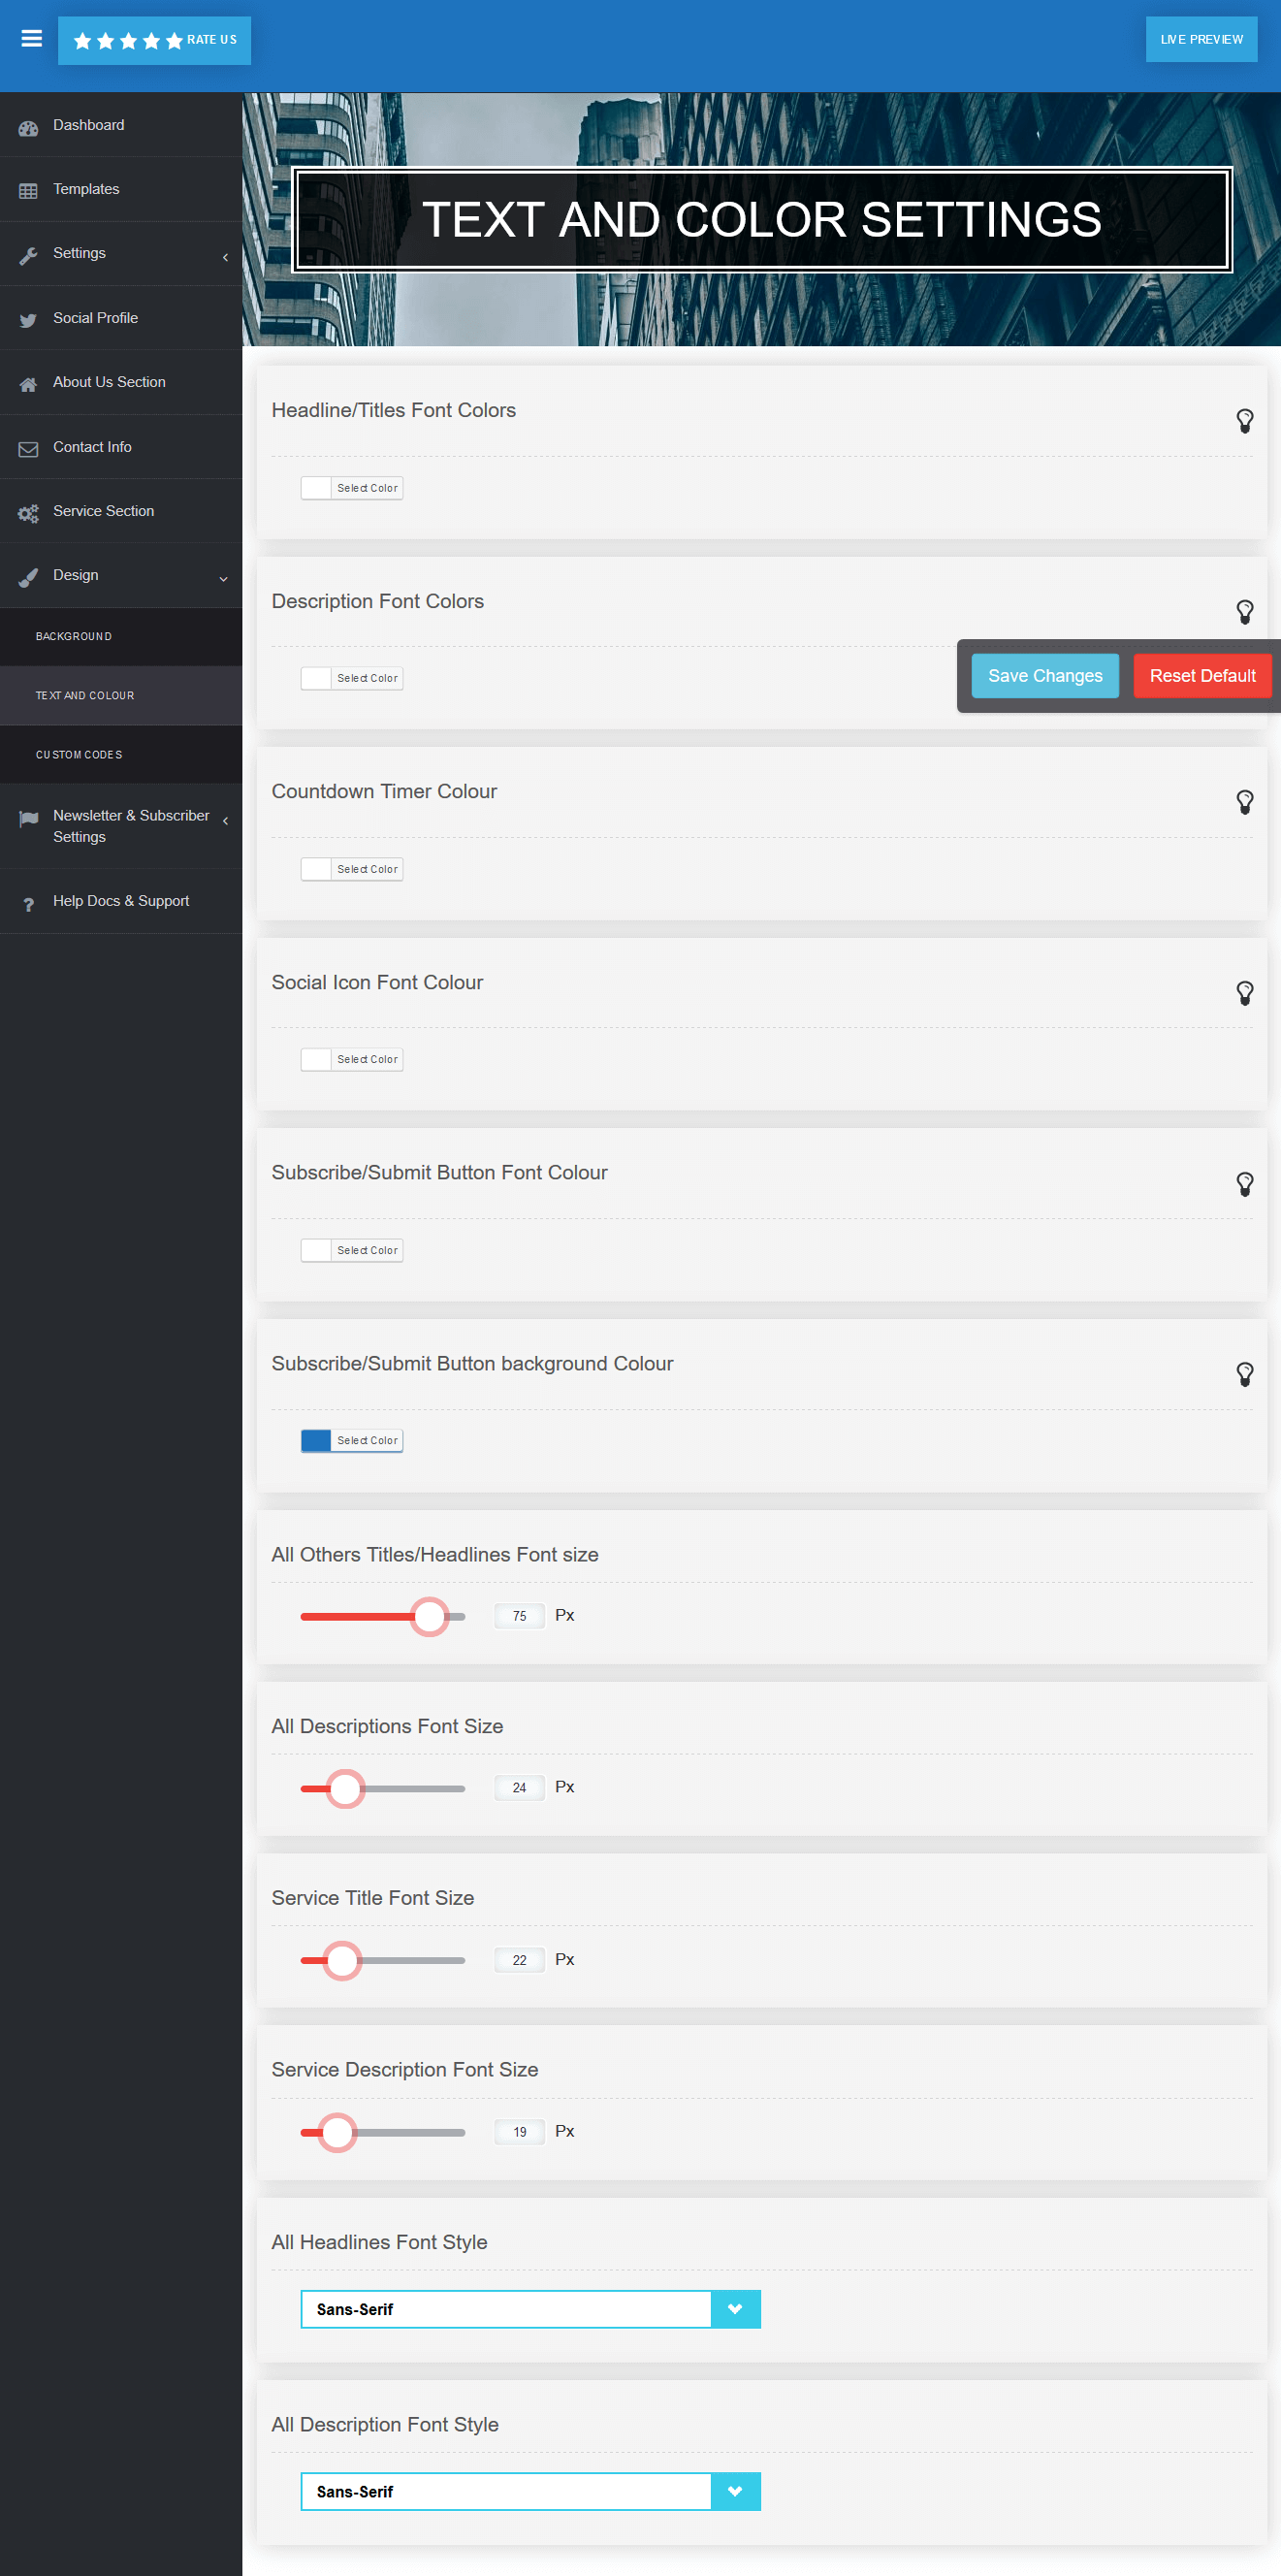 RATE US
LIVE PREVIEW
Dashboard
Templates
Settings
Social Profile
About Us Section
Contact Info
Service Section
Design
BACKGROUND
TEXT AND COLOUR
CUSTOM CODES
Newsletter & Subscriber
Settings
Help Docs & Support
TEXT AND COLOR SETTINGS
Headline/Titles Font Colors
Select Color
Description Font Colors
Select Color
Save Changes
Reset Default
Countdown Timer Colour
Select Color
Social Icon Font Colour
Select Color
Subscribe/Submit Button Font Colour
Select Color
Subscribe/Submit Button background Colour
Select Color
All Others Titles/Headlines Font size
75 Px
All Descriptions Font Size
24 Px
Service Title Font Size
22 Px
Service Description Font Size
19 Px
All Headlines Font Style
Sans-Serif
All Description Font Style
Sans-Serif